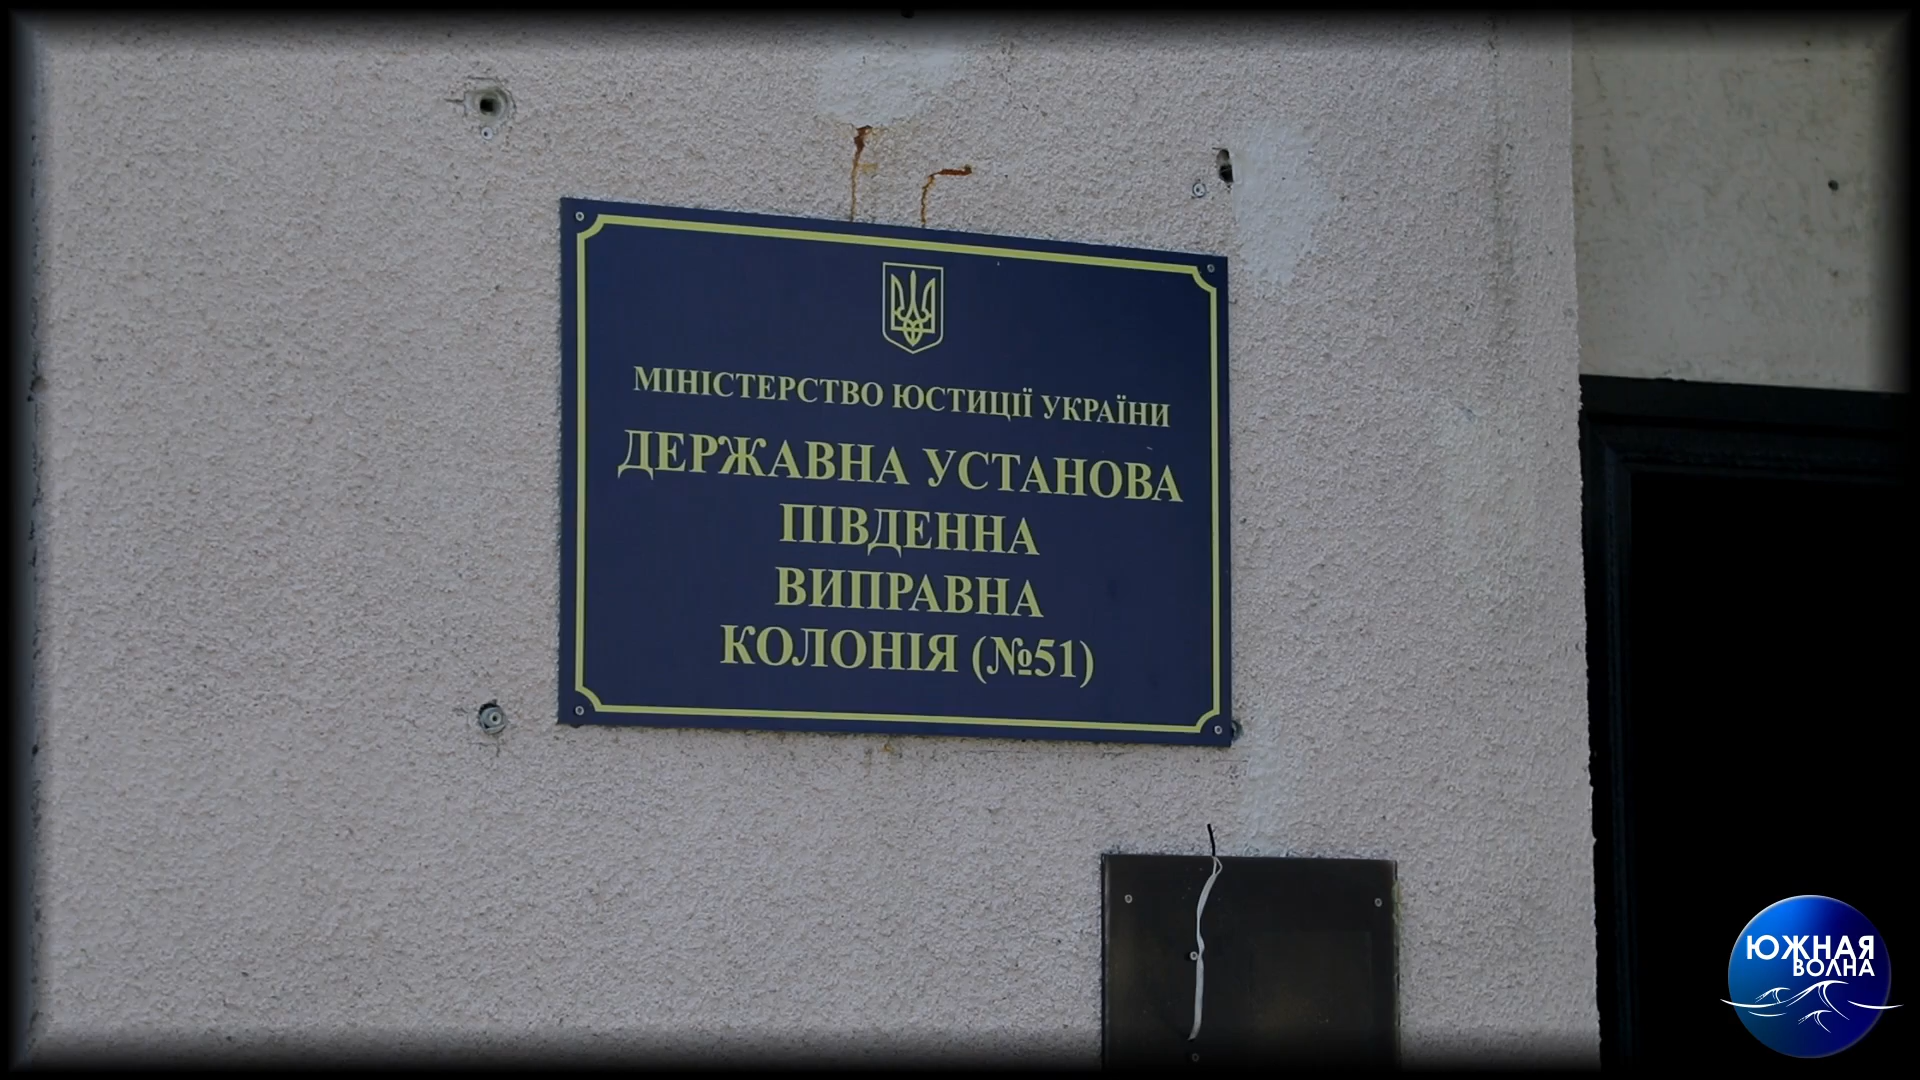 МІНІСТЕРСТВО ЮСТИЦІЇ УКРАЇНИ
ДЕРЖАВНА УСТАНОВА
ПІВДЕННА
ВИПРАВНА
КОЛОНІЯ (№51)
ЮЖНАЯ
ВОЛНА